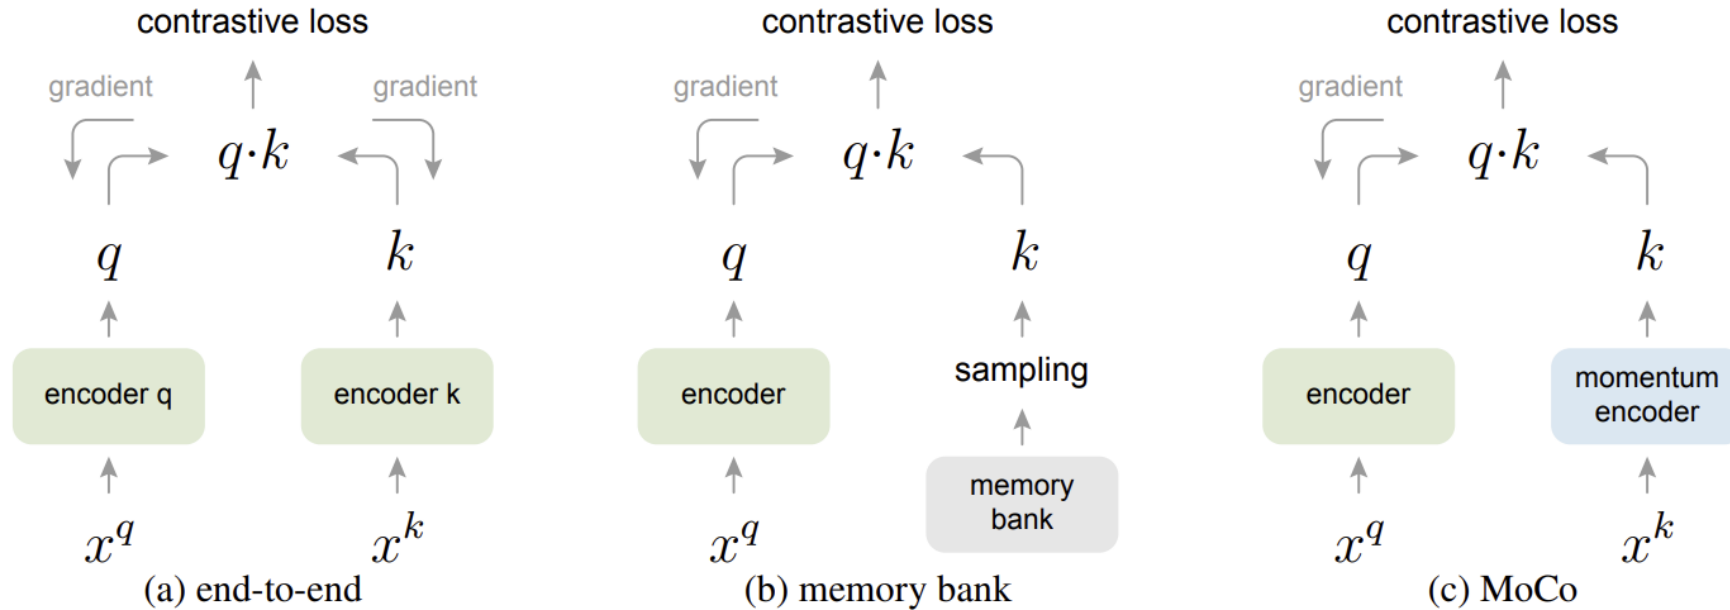 contrastive loss
gradient
gradient
q·k
q
k
encoder q
encoder k
x^q
x^k
(a) end-to-end
contrastive loss
gradient
q·k
q
k
encoder
sampling
memory
bank
x^q
(b) memory bank
contrastive loss
gradient
q·k
q
k
encoder
momentum
encoder
x^q
x^k
(c) MoCo